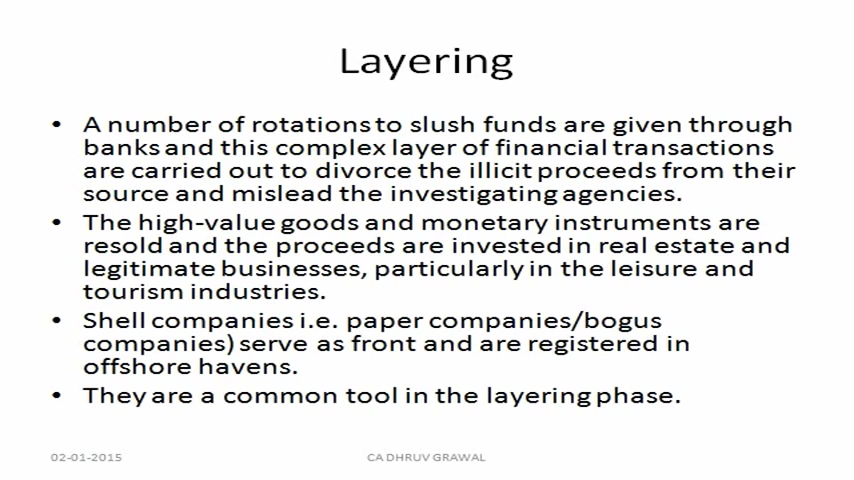 Layering
• A number of rotations to slush funds are given through
banks and this complex layer of financial transactions
are carried out to divorce the illicit proceeds from their
source and mislead the investigating agencies.
• The high-value goods and monetary instruments are
resold and the proceeds are invested in real estate and
legitimate businesses, particularly in the leisure and
tourism industries.
• Shell companies i.e. paper companies/bogus
companies) serve as front and are registered in
offshore havens.
• They are a common tool in the layering phase.
02-01-2015 CA DHRUV GRAWAL